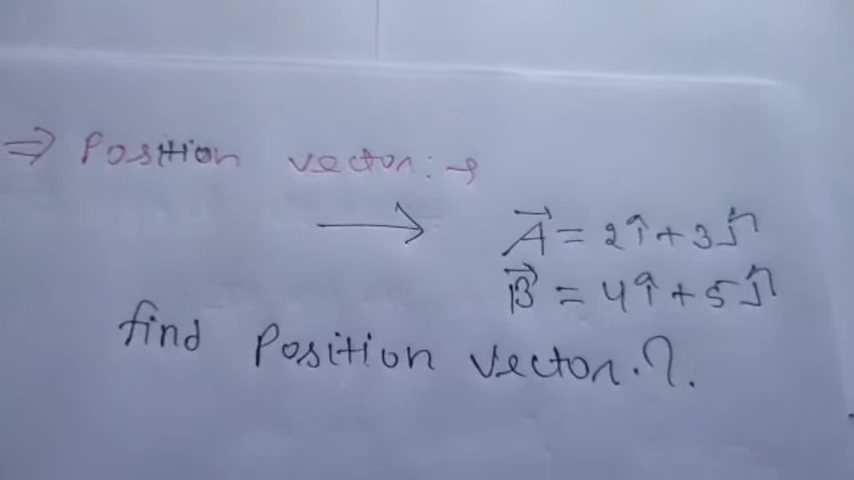 ⇒ Position vector:→
→ A⃗ = 2î + 3ĵ
B⃗ = 4î + 5ĵ
find Position vector.?.